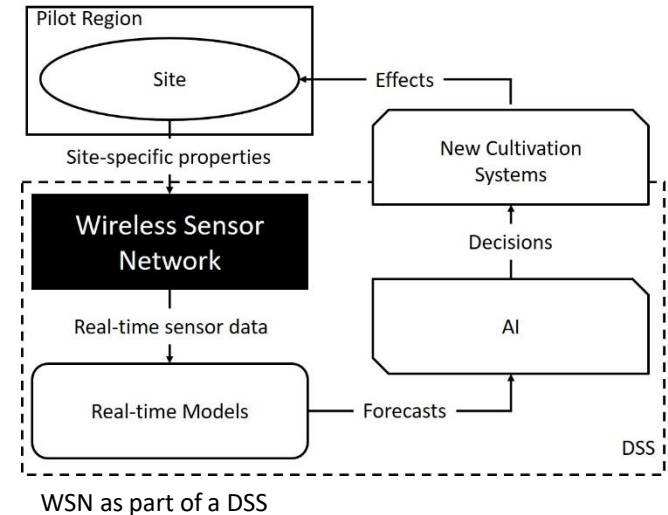 Pilot Region
Site
Effects
Site-specific properties
New Cultivation
Systems
Wireless Sensor
Network
Decisions
Real-time sensor data
AI
Real-time Models
Forecasts
DSS
WSN as part of a DSS